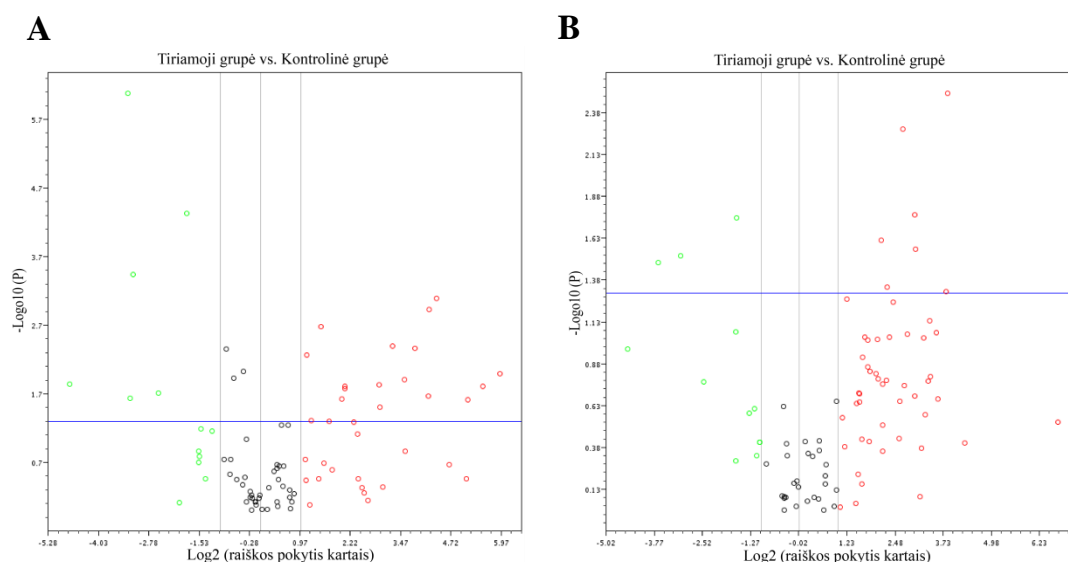 A
Tiriamoji grupė vs. Kontrolinė grupė
5.7
4.7
3.7
2.7
1.7
0.7
-Logo10 (P)
-5.28 -4.03 -2.78 -1.53 -0.28 0.97 2.22 3.47 4.72 5.97
Log2 (raiškos pokytis kartais)
B
Tiriamoji grupė vs. Kontrolinė grupė
2.38
2.13
1.88
1.63
1.38
1.13
0.88
0.63
0.38
0.13
-Logo10 (P)
-5.02 -3.77 -2.52 -1.27 -0.02 1.23 2.48 3.73 4.98 6.23
Log2 (raiškos pokytis kartais)